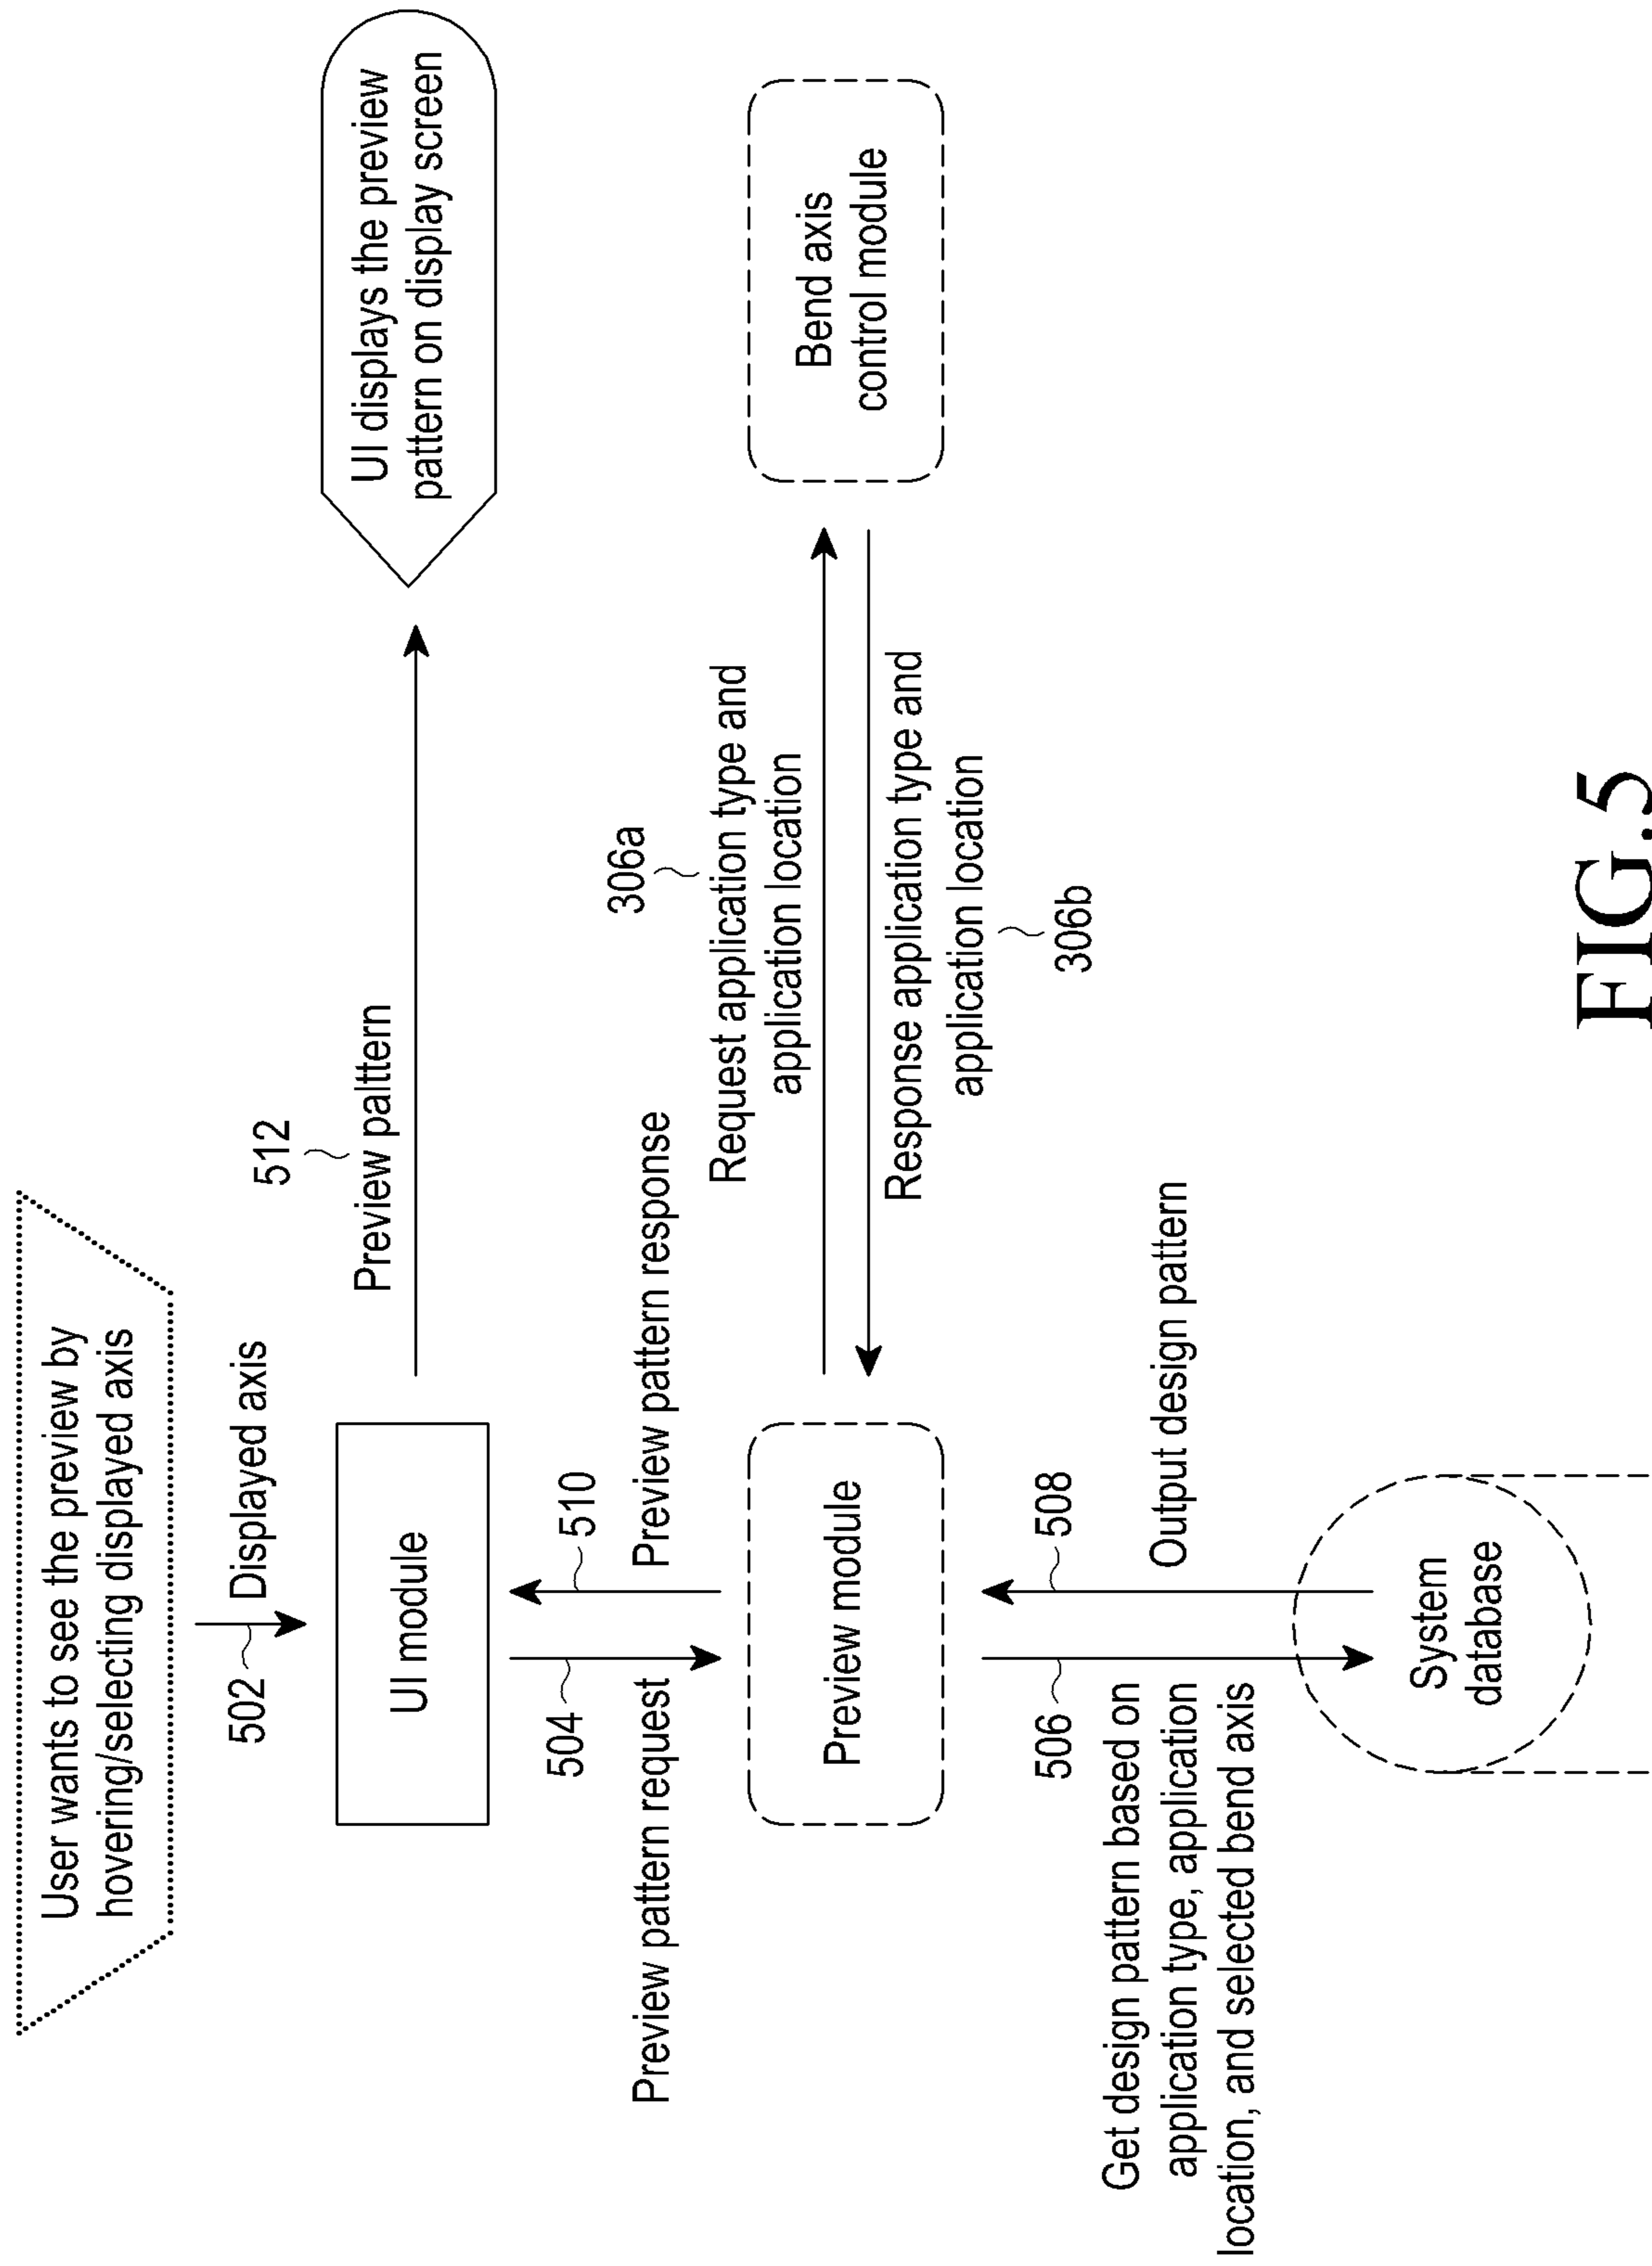 User wants to see the preview by
hovering/selecting displayed axis
502
Displayed axis
UI module
512
Preview palttern
UI displays the preview
pattern on display screen
504
Preview pattern request
510
Preview pattern response
Preview module
306a
Request application type and
application location
Response application type and
application location
306b
Bend axis
control module
506
Get design pattern based on
application type, application
location, and selected bend axis
508
Output design pattern
System
database
FIG.5